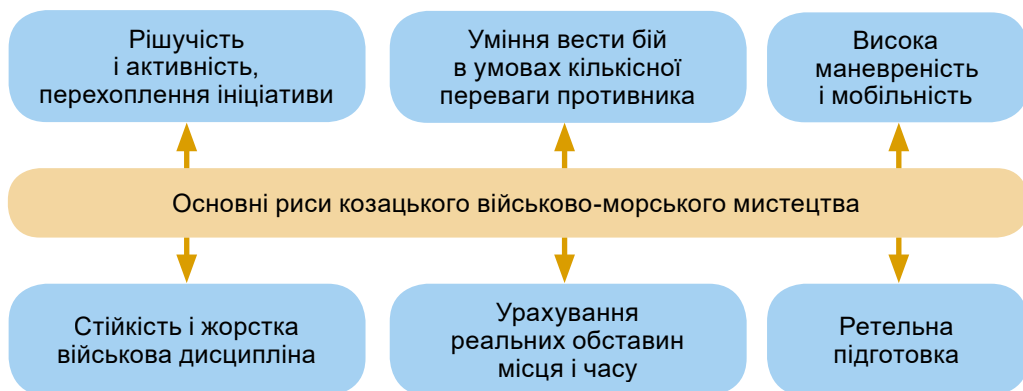 Рішучість
і активність,
перехоплення ініціативи
Уміння вести бій
в умовах кількісної
переваги противника
Висока
маневреність
і мобільність
Основні риси козацького військово-морського мистецтва
Стійкість і жорстка
військова дисципліна
Урахування
реальних обставин
місця і часу
Ретельна
підготовка